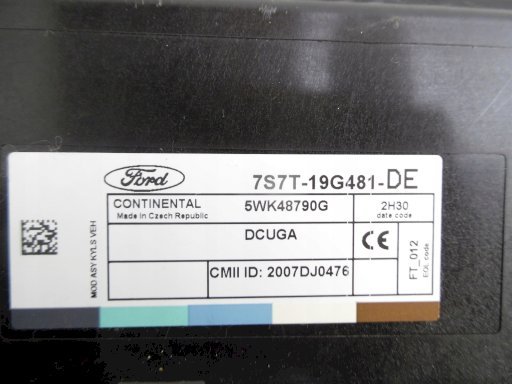 Ford 7S7T-19G481-DE
CONTINENTAL 5WK48790G 2H30
Made in Czech Republic date code
DCUGA
CE
CMII ID: 2007DJ0476
FT_012
EOL code
MOD ASY KYLS VEH